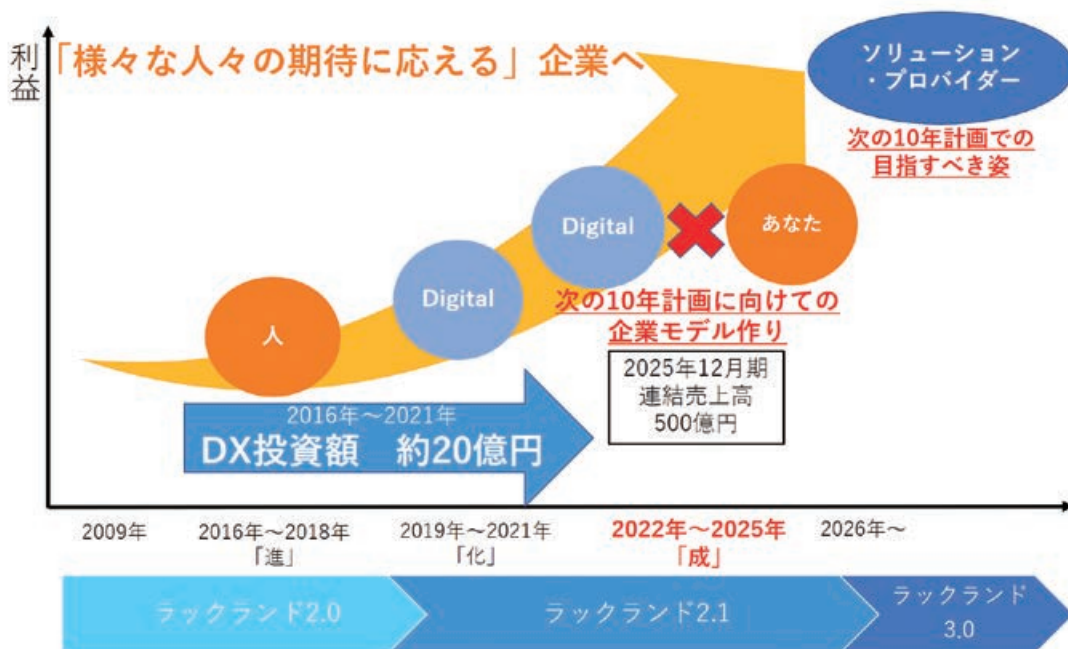 利益
「様々な人々の期待に応える」企業へ
ソリューション
・プロバイダー
次の10年計画での
目指すべき姿
Digital
あなた
Digital
人
次の10年計画に向けての
企業モデル作り
2025年12月期
連結売上高
500億円
2016年～2021年
DX投資額 約20億円
2009年
2016年～2018年
「進」
2019年～2021年
「化」
2022年～2025年
「成」
2026年～
ラックランド2.0
ラックランド2.1
ラックランド
3.0